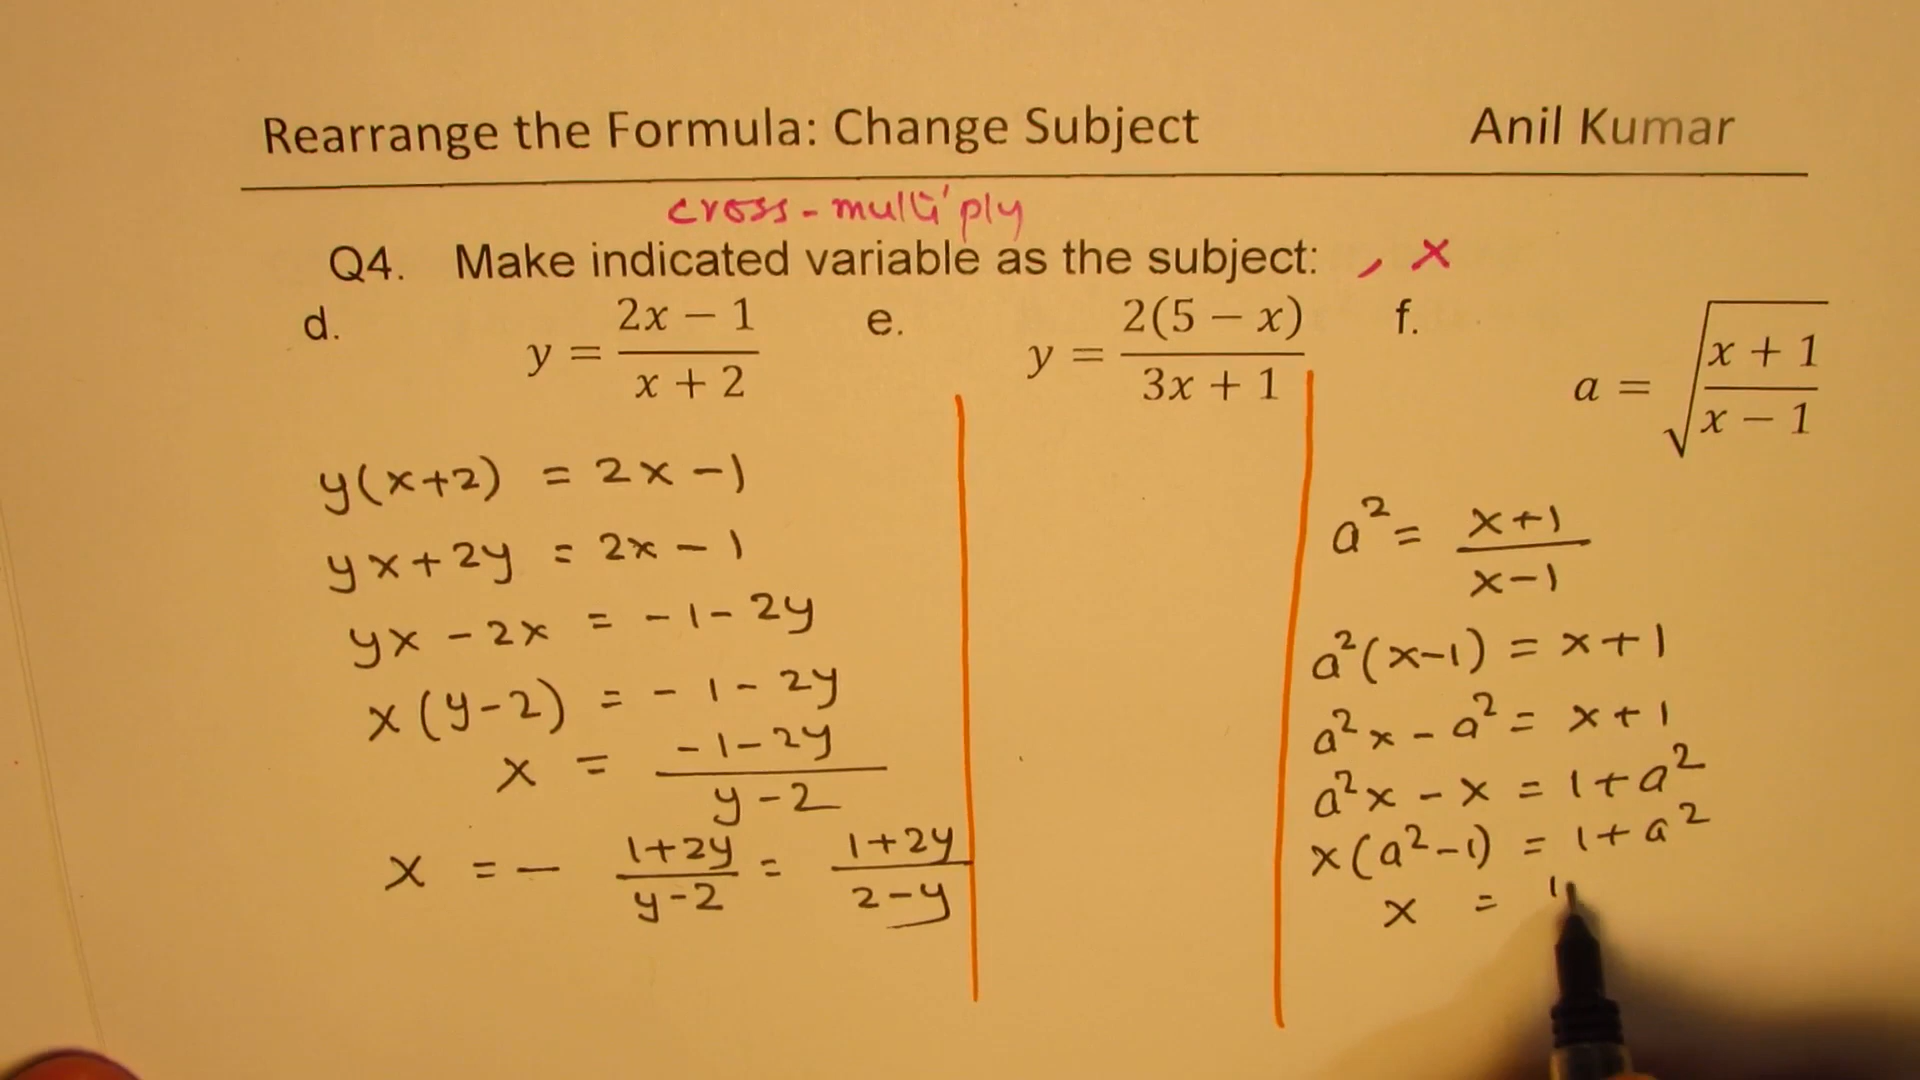 Rearrange the Formula: Change Subject Anil Kumar
cross-multiply
Q4. Make indicated variable as the subject: , x
d. y = (2x − 1)/(x + 2)
e. y = 2(5 − x)/(3x + 1)
f. a = √((x + 1)/(x − 1))
y(x+2) = 2x -1
yx+2y = 2x - 1
yx - 2x = -1-2y
x(y-2) = -1-2y
x = (-1-2y)/(y-2)
x = - (1+2y)/(y-2) = (1+2y)/(2-y)
a² = (x+1)/(x-1)
a²(x-1) = x+1
a²x - a² = x+1
a²x - x = 1+a²
x(a²-1) = 1+a²
x = 1